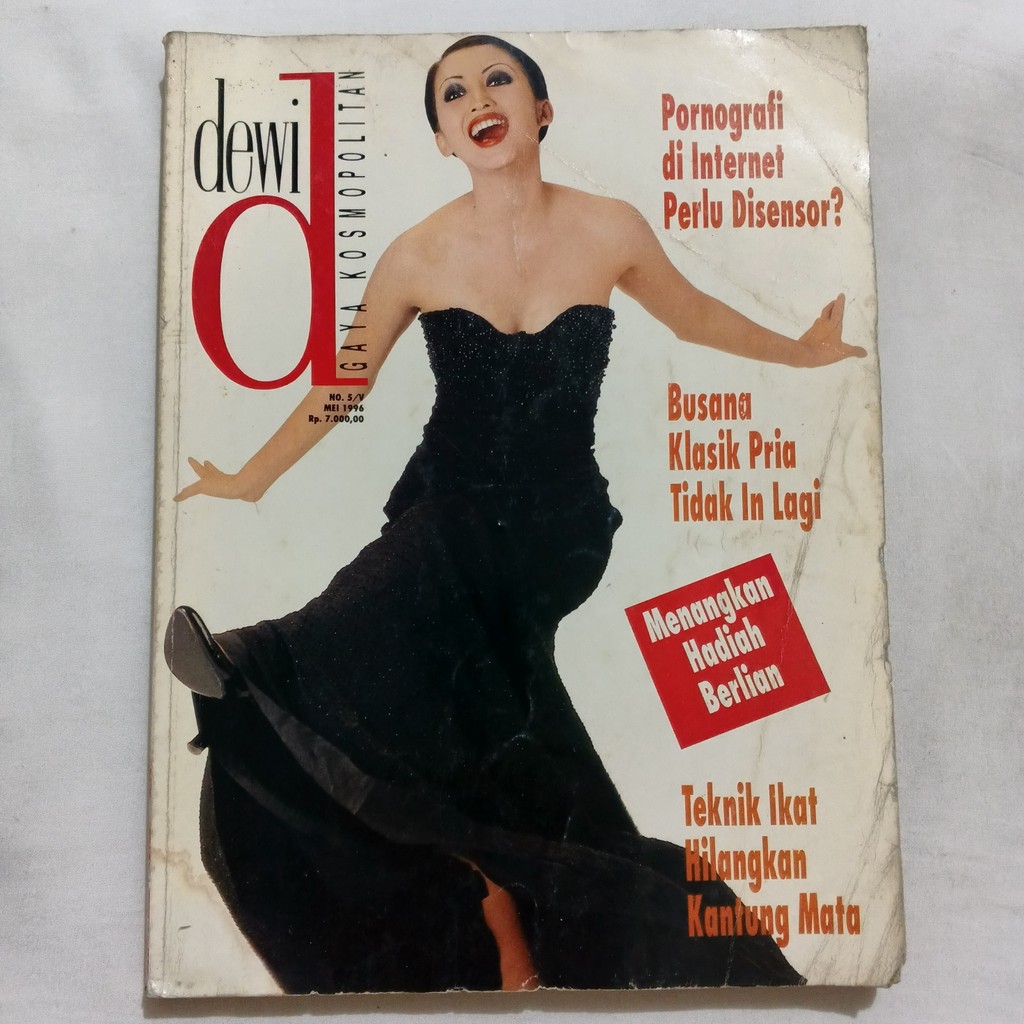 dewi
d
GAYA KOSMOPOLITAN
NO. 5/V
MEI 1996
Rp. 7.000,00
Pornografi
di Internet
Perlu Disensor?
Busana
Klasik Pria
Tidak In Lagi
Menangkan
Hadiah
Berlian
Teknik Ikat
Hilangkan
Kantung Mata